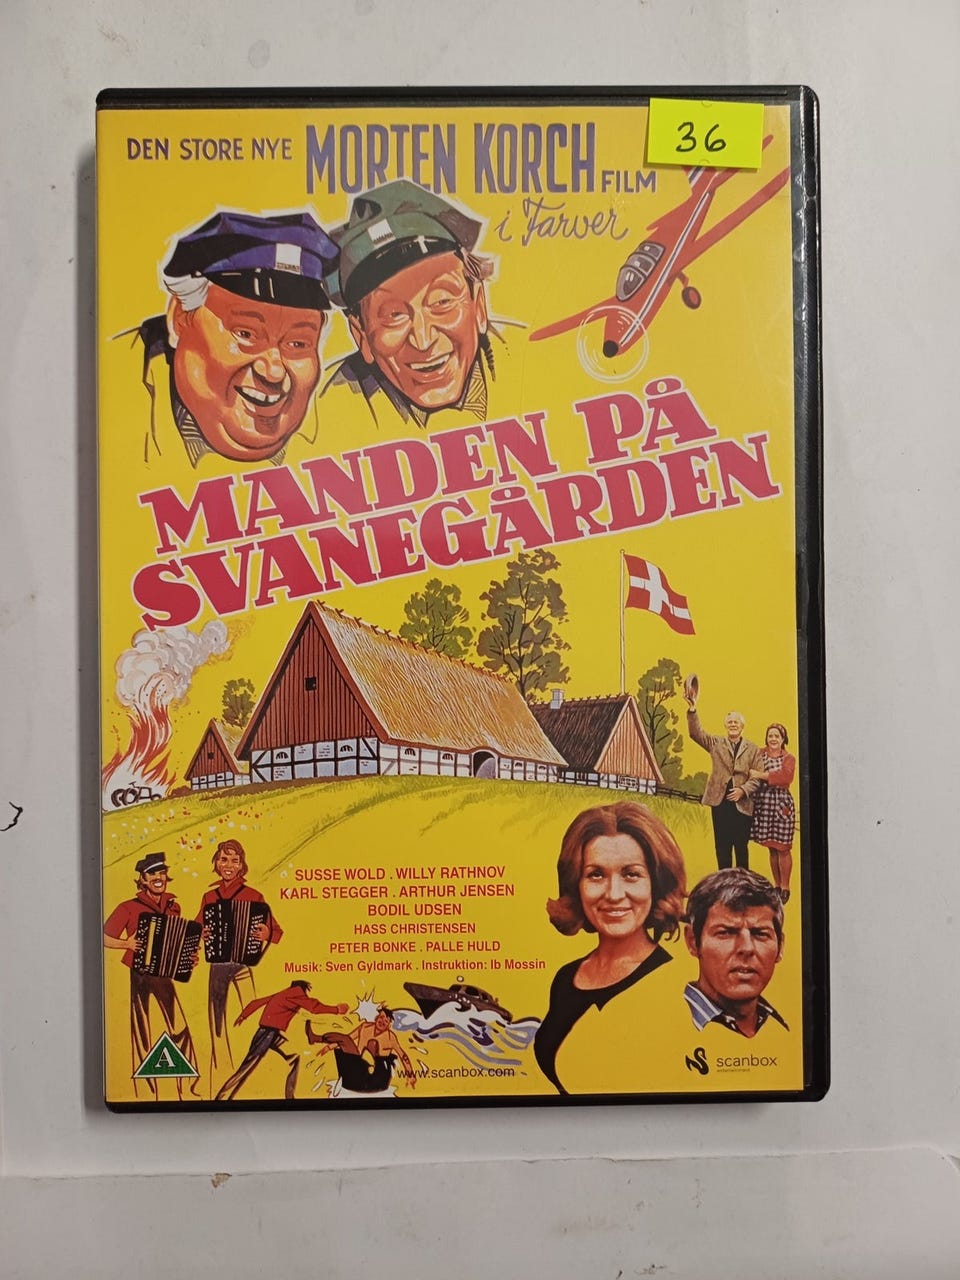 36
DEN STORE NYE MORTEN KORCH FILM
i Farver
MANDEN PÅ
SVANEGÅRDEN
SUSSE WOLD . WILLY RATHNOV
KARL STEGGER . ARTHUR JENSEN
BODIL UDSEN
HASS CHRISTENSEN
PETER BONKE . PALLE HULD
Musik: Sven Gyldmark . Instruktion: Ib Mossin
A
www.scanbox.com
scanbox
entertainment